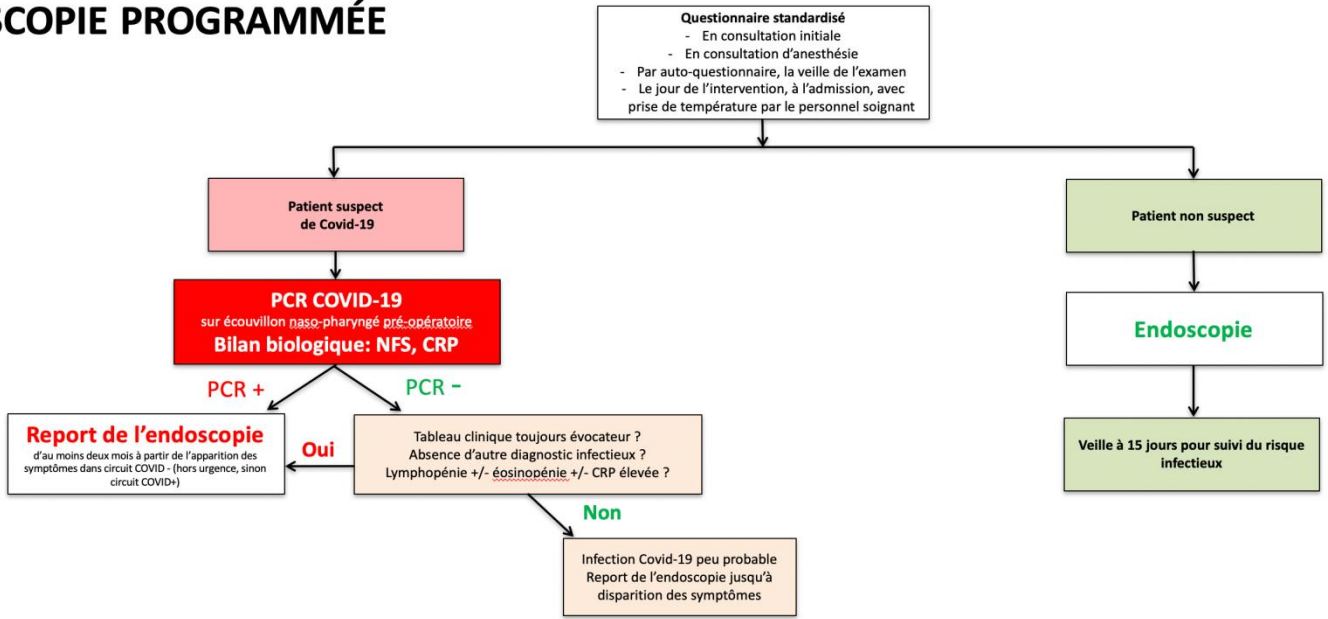 SCOPIE PROGRAMMÉE
Questionnaire standardisé
- En consultation initiale
- En consultation d'anesthésie
- Par auto-questionnaire, la veille de l'examen
- Le jour de l'intervention, à l'admission, avec
prise de température par le personnel soignant
Patient suspect
de Covid-19
Patient non suspect
PCR COVID-19
sur écouvillon naso-pharyngé pré-opératoire
Bilan biologique: NFS, CRP
Endoscopie
PCR +
PCR -
Report de l'endoscopie
d'au moins deux mois à partir de l'apparition des
symptômes dans circuit COVID - (hors urgence, sinon
circuit COVID+)
Oui
Tableau clinique toujours évocateur ?
Absence d'autre diagnostic infectieux ?
Lymphopénie +/- éosinopénie +/- CRP élevée ?
Veille à 15 jours pour suivi du risque
infectieux
Non
Infection Covid-19 peu probable
Report de l'endoscopie jusqu'à
disparition des symptômes